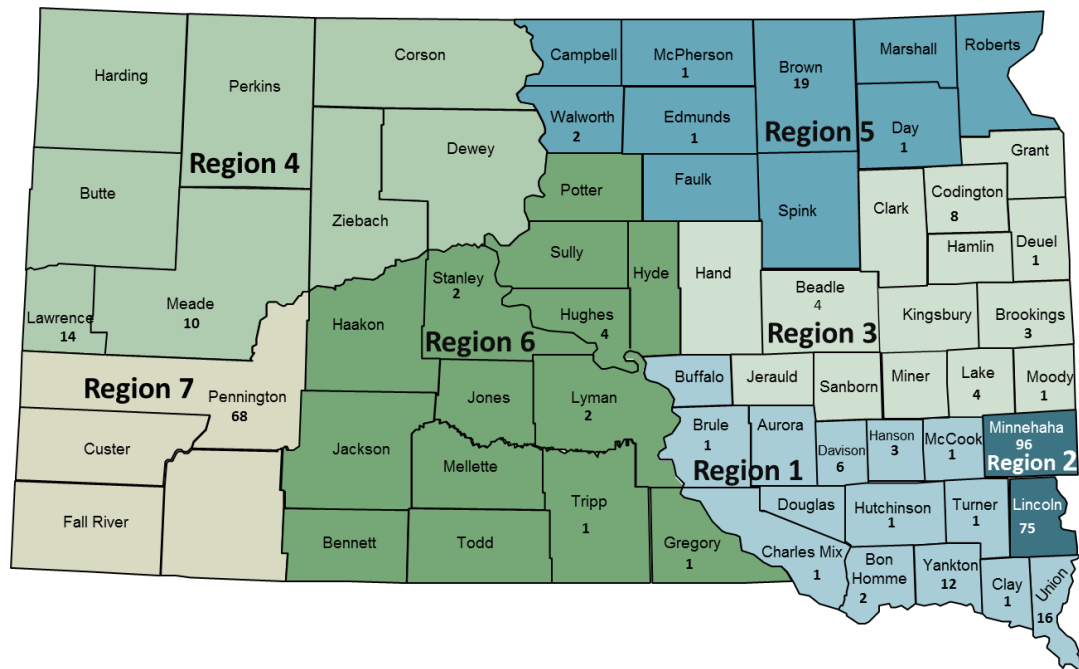 Harding
Perkins
Corson
Campbell
McPherson
1
Brown
19
Marshall
Roberts
Walworth
2
Edmunds
1
Region 5
Day
1
Butte
Region 4
Dewey
Ziebach
Potter
Faulk
Spink
Clark
Grant
Codington
8
Hamlin
Deuel
1
Lawrence
14
Meade
10
Haakon
Stanley
2
Sully
Hyde
Hand
Hughes
4
Region 6
Beadle
4
Region 3
Kingsbury
Brookings
3
Region 7
Pennington
68
Custer
Fall River
Jackson
Jones
Lyman
2
Buffalo
Jerauld
Sanborn
Miner
Lake
4
Moody
1
Brule
1
Aurora
Region 1
Davison
6
Hanson
3
McCook
1
Minnehaha
96
Region 2
Mellette
Bennett
Todd
Tripp
1
Gregory
1
Douglas
Charles Mix
1
Hutchinson
1
Turner
1
Lincoln
75
Bon
Homme
2
Yankton
12
Clay
1
Union
16